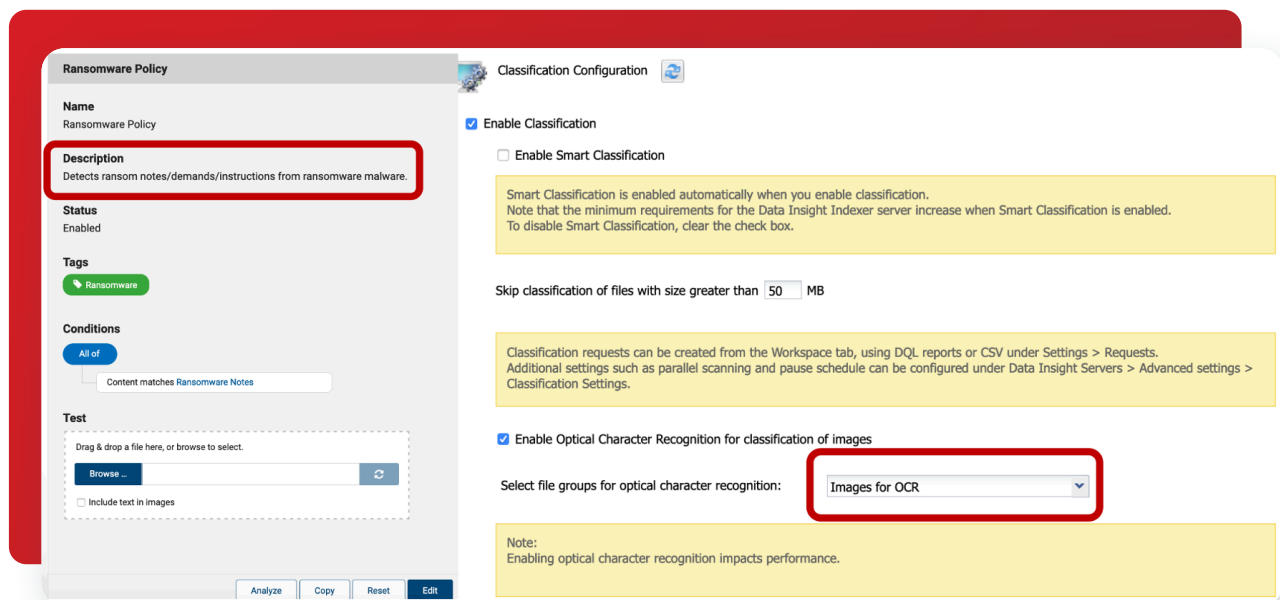 Ransomware Policy
Name
Ransomware Policy
Description
Detects ransom notes/demands/instructions from ransomware malware.
Status
Enabled
Tags
Ransomware
Conditions
All of
Content matches Ransomware Notes
Test
Drag & drop a file here, or browse to select.
Browse ...
Include text in images
Analyze
Copy
Reset
Edit
Classification Configuration
Enable Classification
Enable Smart Classification
Smart Classification is enabled automatically when you enable classification.
Note that the minimum requirements for the Data Insight Indexer server increase when Smart Classification is enabled.
To disable Smart Classification, clear the check box.
Skip classification of files with size greater than 50 MB
Classification requests can be created from the Workspace tab, using DQL reports or CSV under Settings > Requests.
Additional settings such as parallel scanning and pause schedule can be configured under Data Insight Servers > Advanced settings >
Classification Settings.
Enable Optical Character Recognition for classification of images
Select file groups for optical character recognition: Images for OCR
Note:
Enabling optical character recognition impacts performance.